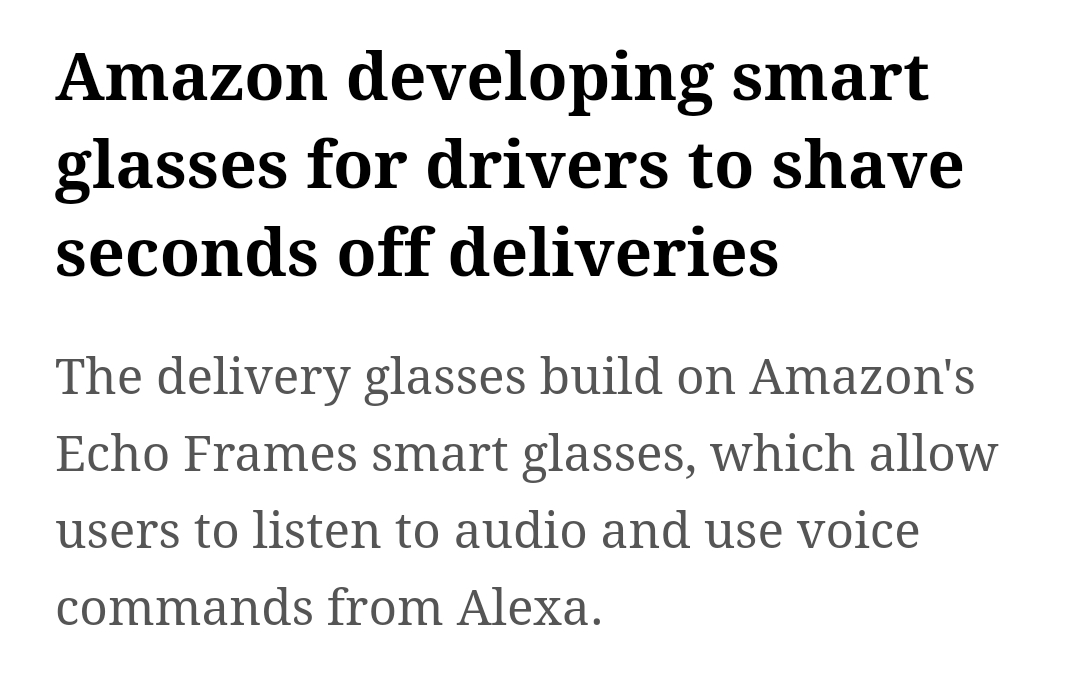 Amazon developing smart
glasses for drivers to shave
seconds off deliveries
The delivery glasses build on Amazon's
Echo Frames smart glasses, which allow
users to listen to audio and use voice
commands from Alexa.